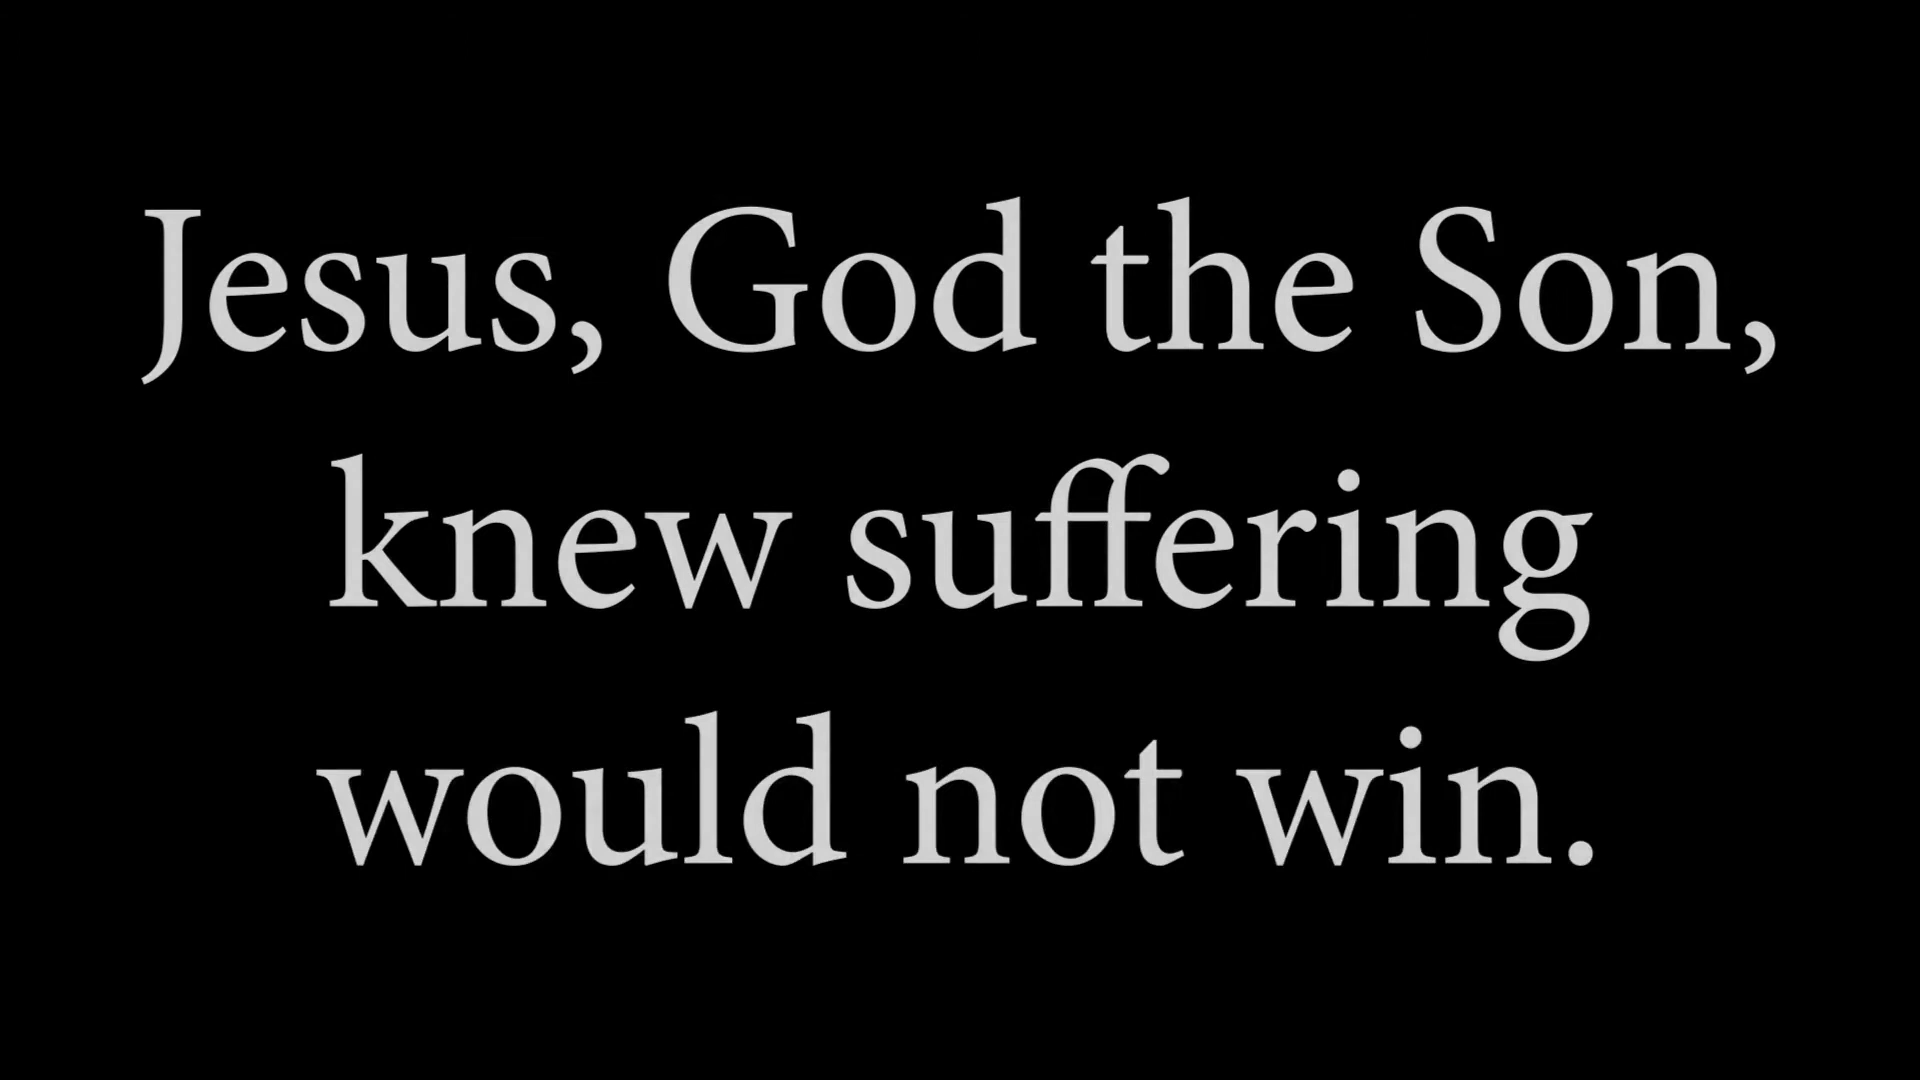 Jesus, God the Son,
knew suffering
would not win.